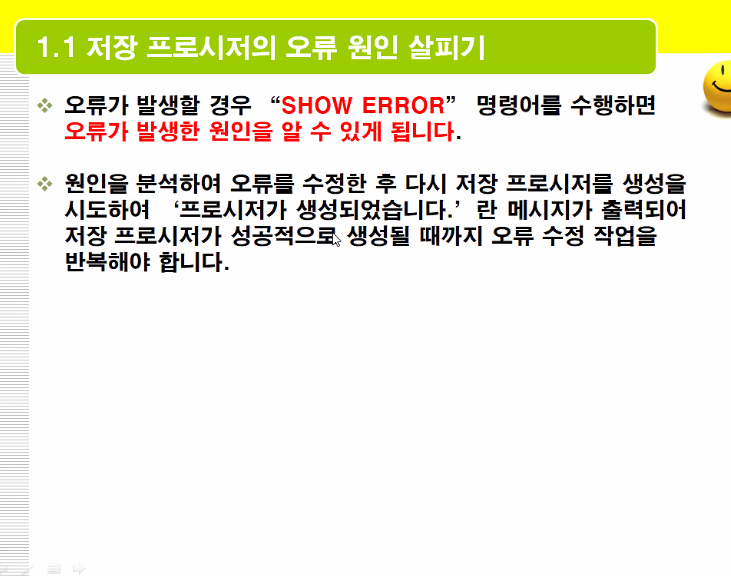 1.1 저장 프로시저의 오류 원인 살피기
오류가 발생할 경우 “SHOW ERROR” 명령어를 수행하면
오류가 발생한 원인을 알 수 있게 됩니다.
원인을 분석하여 오류를 수정한 후 다시 저장 프로시저를 생성을
시도하여 ‘프로시저가 생성되었습니다.’ 란 메시지가 출력되어
저장 프로시저가 성공적으로 생성될 때까지 오류 수정 작업을
반복해야 합니다.